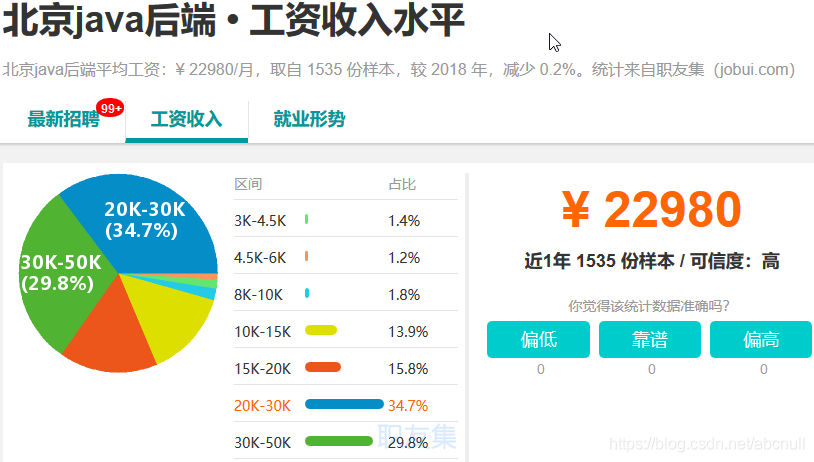 北京java后端 • 工资收入水平
北京java后端平均工资：¥ 22980/月，取自 1535 份样本，较 2018 年，减少 0.2%。统计来自职友集（jobui.com）
最新招聘 99+ 工资收入 就业形势
20K-30K
(34.7%)
30K-50K
(29.8%)
区间 占比
3K-4.5K 1.4%
4.5K-6K 1.2%
8K-10K 1.8%
10K-15K 13.9%
15K-20K 15.8%
20K-30K 34.7%
30K-50K 29.8%
职友集
¥ 22980
近1年 1535 份样本 / 可信度：高
你觉得该统计数据准确吗？
偏低 靠谱 偏高
0 0 0
https://blog.csdn.net/abcnull